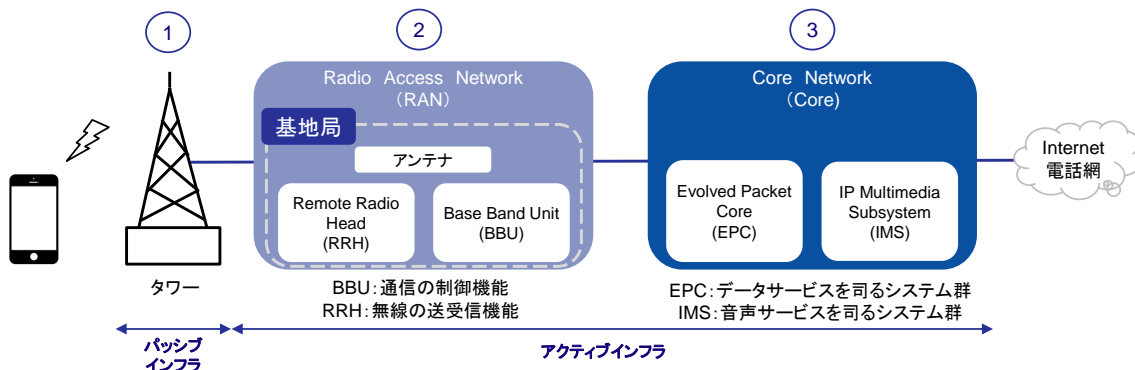 1
2
3
Radio Access Network
(RAN)
基地局
アンテナ
Remote Radio
Head
(RRH)
Base Band Unit
(BBU)
Core Network
(Core)
Evolved Packet
Core
(EPC)
IP Multimedia
Subsystem
(IMS)
Internet
電話網
タワー
BBU：通信の制御機能
RRH：無線の送受信機能
EPC：データサービスを司るシステム群
IMS：音声サービスを司るシステム群
パッシブ
インフラ
アクティブインフラ